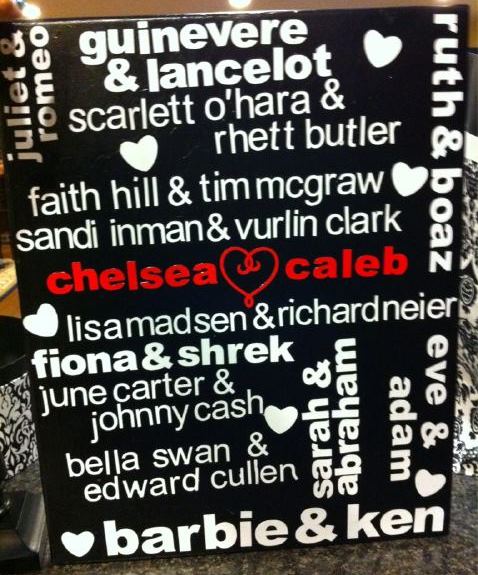 juliet &
romeo
guinevere
& lancelot
scarlett o'hara &
rhett butler
ruth & boaz
faith hill & tim mcgraw
sandi inman & vurlin clark
chelsea caleb
lisa madsen & richard neier
fiona & shrek
june carter &
johnny cash
sarah &
abraham
eve &
adam
bella swan &
edward cullen
barbie & ken